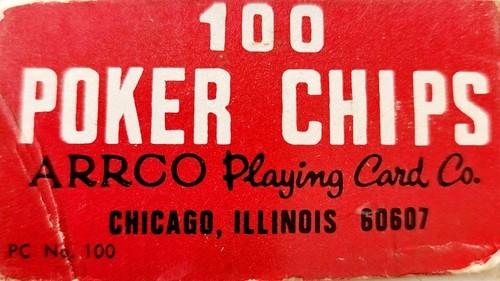 100
POKER CHIPS
ARRCO Playing Card Co.
CHICAGO, ILLINOIS 60607
PC No. 100